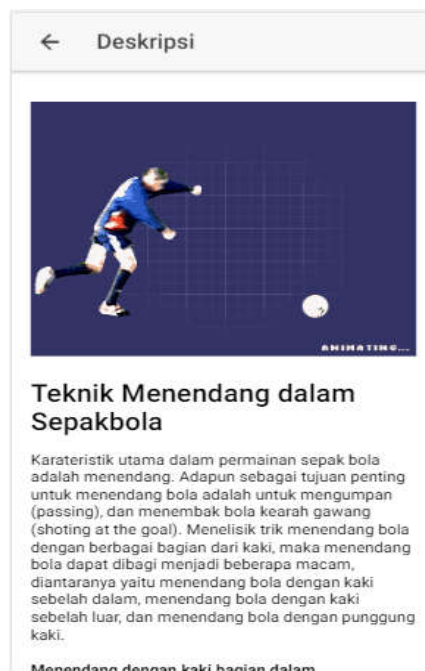 Deskripsi
ANIMATING...
Teknik Menendang dalam
Sepakbola
Karateristik utama dalam permainan sepak bola
adalah menendang. Adapun sebagai tujuan penting
untuk menendang bola adalah untuk mengumpan
(passing), dan menembak bola kearah gawang
(shoting at the goal). Menelisik trik menendang bola
dengan berbagai bagian dari kaki, maka menendang
bola dapat dibagi menjadi beberapa macam,
diantaranya yaitu menendang bola dengan kaki
sebelah dalam, menendang bola dengan kaki
sebelah luar, dan menendang bola dengan punggung
kaki.
Menendang dengan kaki bagian dalam